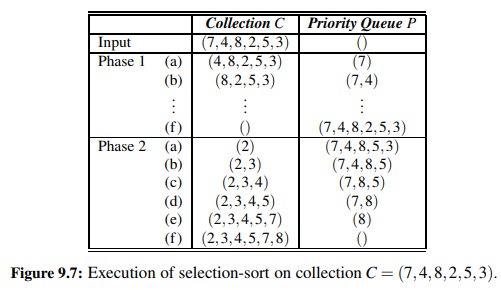 Collection C Priority Queue P
Input (7,4,8,2,5,3) ()
Phase 1 (a) (4,8,2,5,3) (7)
(b) (8,2,5,3) (7,4)
⋮ ⋮ ⋮
(f) () (7,4,8,2,5,3)
Phase 2 (a) (2) (7,4,8,5,3)
(b) (2,3) (7,4,8,5)
(c) (2,3,4) (7,8,5)
(d) (2,3,4,5) (7,8)
(e) (2,3,4,5,7) (8)
(f) (2,3,4,5,7,8) ()
Figure 9.7: Execution of selection-sort on collection C = (7,4,8,2,5,3).